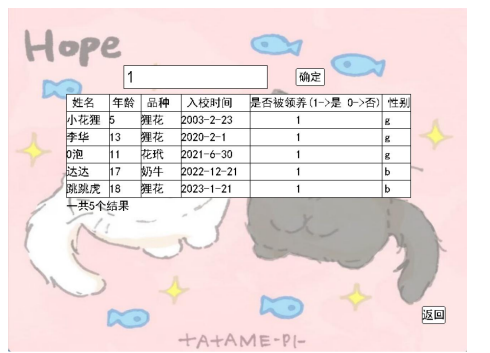 Hope
1 确定
姓名 年龄 品种 入校时间 是否被领养(1->是 0->否) 性别
小花狸 5 狸花 2003-2-23 1 g
李华 13 狸花 2020-2-1 1 g
0泡 11 花玳 2021-6-30 1 g
达达 17 奶牛 2022-12-21 1 b
跳跳虎 18 狸花 2023-1-21 1 b
一共5个结果
返回
+A+AME-PI-